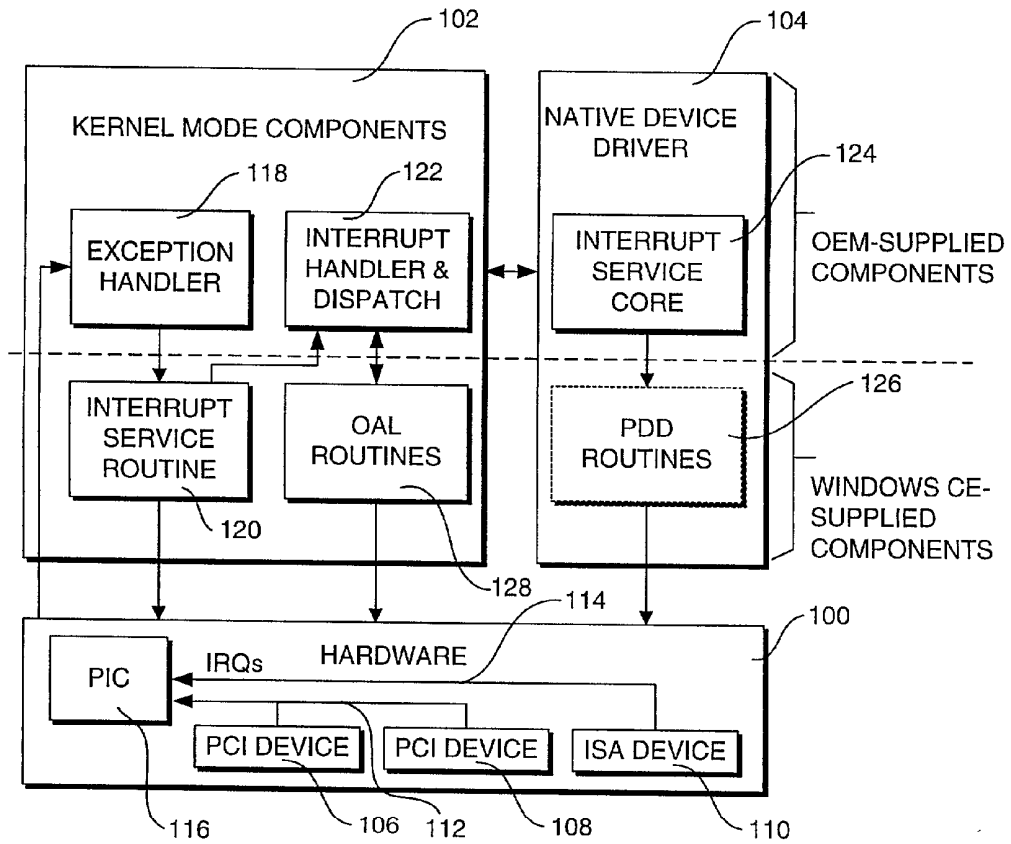 102
104
KERNEL MODE COMPONENTS
NATIVE DEVICE
DRIVER
118
122
124
EXCEPTION
HANDLER
INTERRUPT
HANDLER &
DISPATCH
INTERRUPT
SERVICE
CORE
OEM-SUPPLIED
COMPONENTS
INTERRUPT
SERVICE
ROUTINE
OAL
ROUTINES
PDD
ROUTINES
126
WINDOWS CE-
SUPPLIED
COMPONENTS
120
128
114
100
HARDWARE
PIC
IRQs
PCI DEVICE
PCI DEVICE
ISA DEVICE
116
106
112
108
110